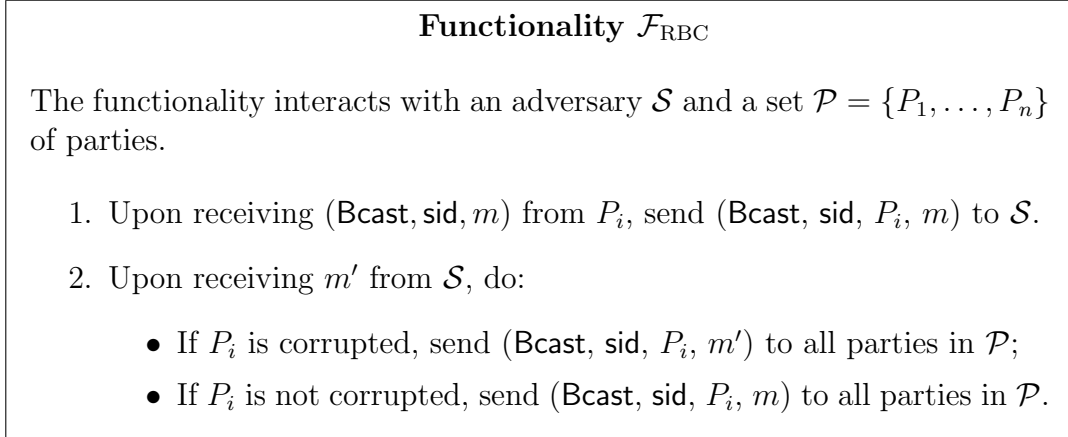 Functionality $\mathcal{F}_{\mathrm{RBC}}$
The functionality interacts with an adversary $\mathcal{S}$ and a set $\mathcal{P} = \{P_1, \ldots, P_n\}$
of parties.
1. Upon receiving (Bcast, sid, $m$) from $P_i$, send (Bcast, sid, $P_i$, $m$) to $\mathcal{S}$.
2. Upon receiving $m'$ from $\mathcal{S}$, do:
• If $P_i$ is corrupted, send (Bcast, sid, $P_i$, $m'$) to all parties in $\mathcal{P}$;
• If $P_i$ is not corrupted, send (Bcast, sid, $P_i$, $m$) to all parties in $\mathcal{P}$.